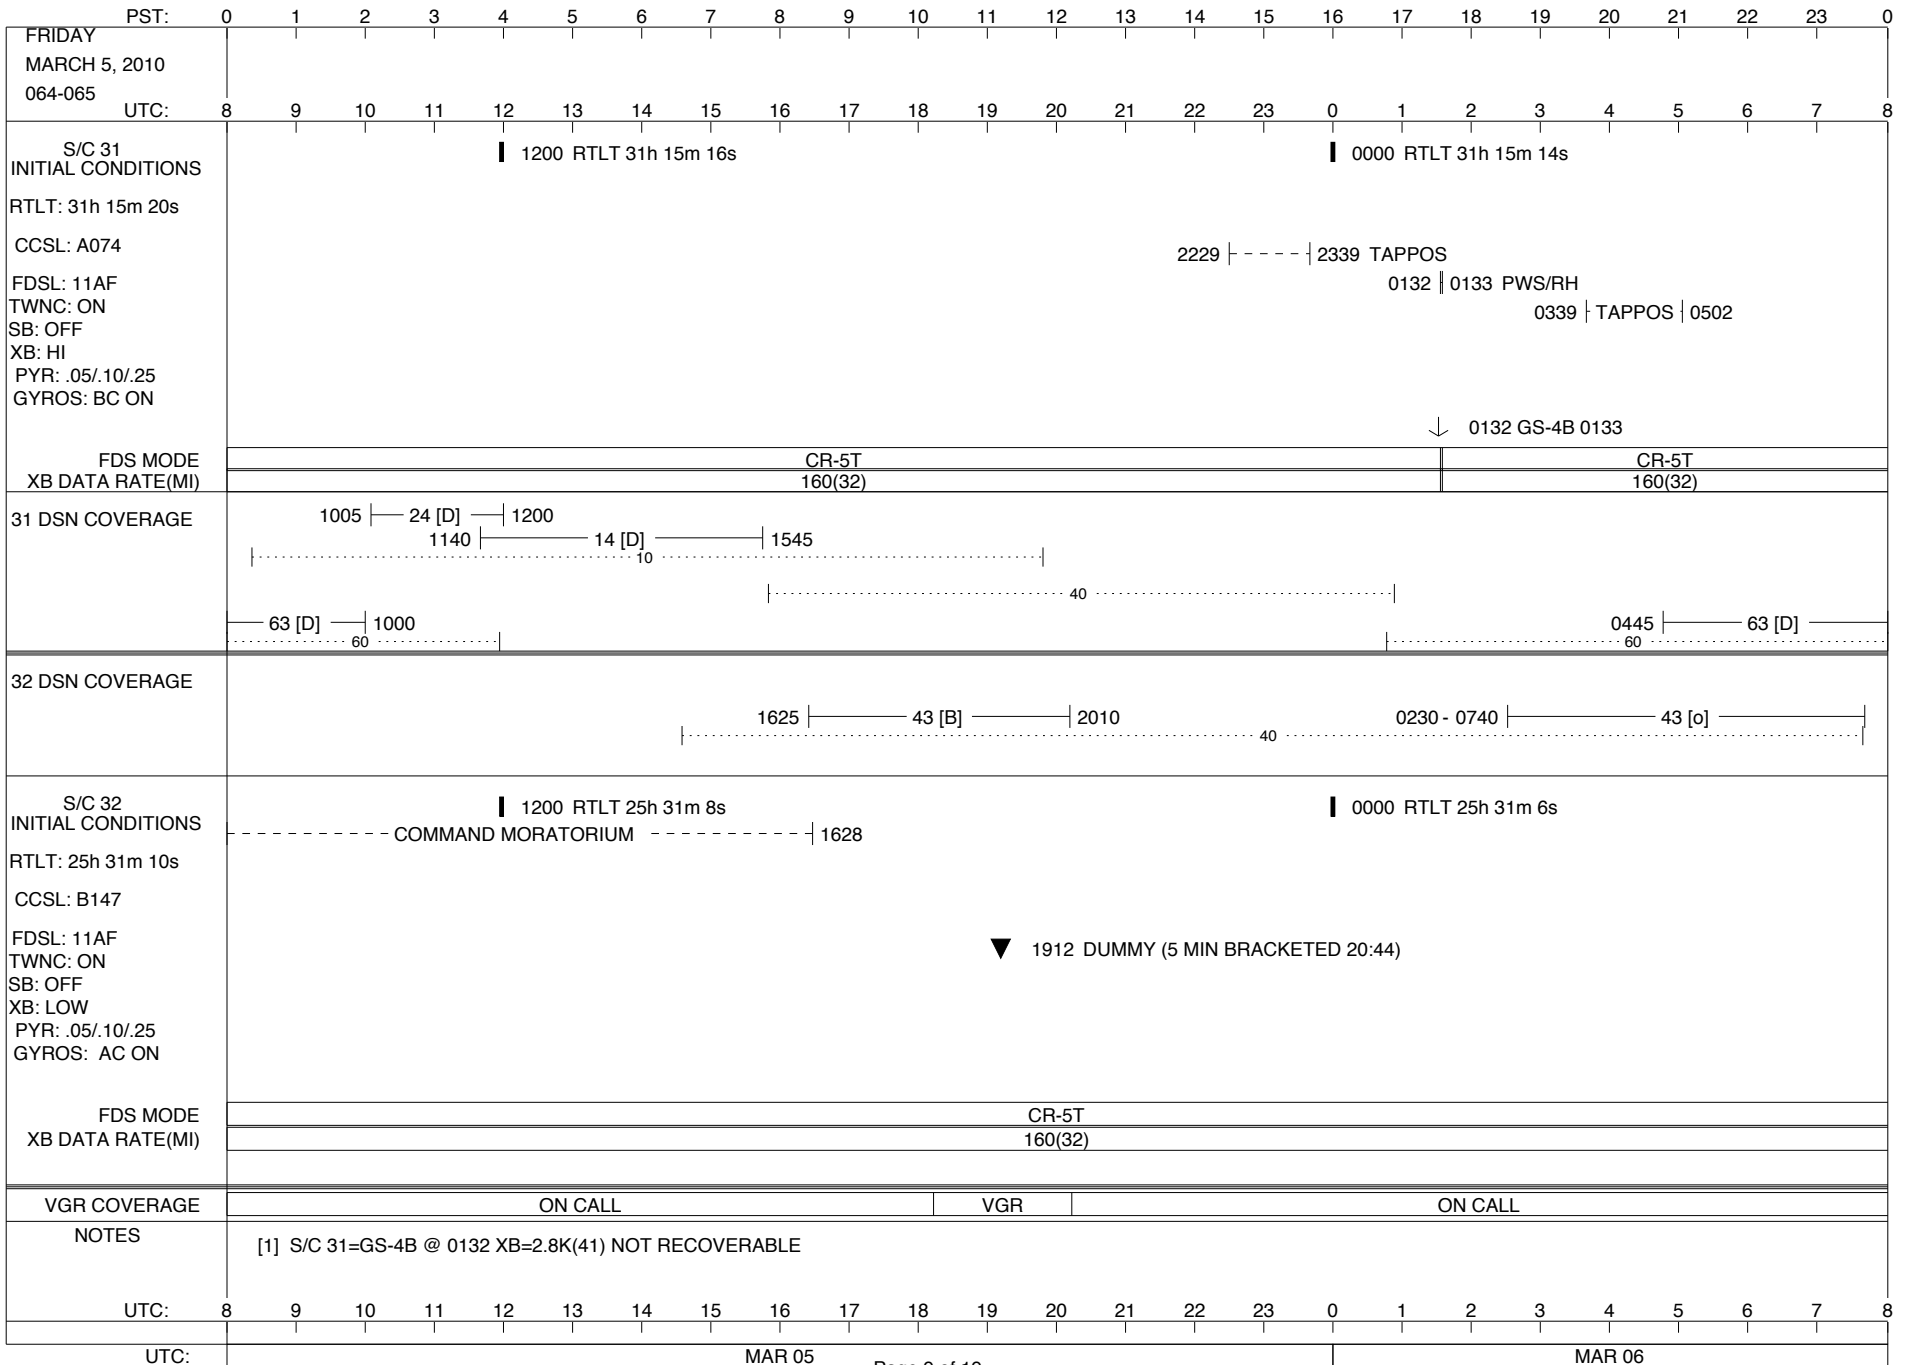 PST: 0 1 2 3 4 5 6 7 8 9 10 11 12 13 14 15 16 17 18 19 20 21 22 23 0
FRIDAY
MARCH 5, 2010
064-065
UTC: 8 9 10 11 12 13 14 15 16 17 18 19 20 21 22 23 0 1 2 3 4 5 6 7 8
S/C 31
INITIAL CONDITIONS
1200 RTLT 31h 15m 16s
0000 RTLT 31h 15m 14s
RTLT: 31h 15m 20s
CCSL: A074
2229 2339 TAPPOS
FDSL: 11AF
0132 0133 PWS/RH
TWNC: ON
0339 TAPPOS 0502
SB: OFF
XB: HI
PYR: .05/.10/.25
GYROS: BC ON
0132 GS-4B 0133
FDS MODE CR-5T CR-5T
XB DATA RATE(MI) 160(32) 160(32)
31 DSN COVERAGE
1005 24 [D] 1200
1140 14 [D] 1545
10
40
63 [D] 1000 0445 63 [D]
60 60
32 DSN COVERAGE
1625 43 [B] 2010 0230 - 0740 43 [o]
40
S/C 32
INITIAL CONDITIONS
1200 RTLT 25h 31m 8s
0000 RTLT 25h 31m 6s
COMMAND MORATORIUM 1628
RTLT: 25h 31m 10s
CCSL: B147
FDSL: 11AF
1912 DUMMY (5 MIN BRACKETED 20:44)
TWNC: ON
SB: OFF
XB: LOW
PYR: .05/.10/.25
GYROS: AC ON
FDS MODE CR-5T
XB DATA RATE(MI) 160(32)
VGR COVERAGE ON CALL VGR ON CALL
NOTES
[1] S/C 31=GS-4B @ 0132 XB=2.8K(41) NOT RECOVERABLE
UTC: 8 9 10 11 12 13 14 15 16 17 18 19 20 21 22 23 0 1 2 3 4 5 6 7 8
UTC: MAR 05 MAR 06